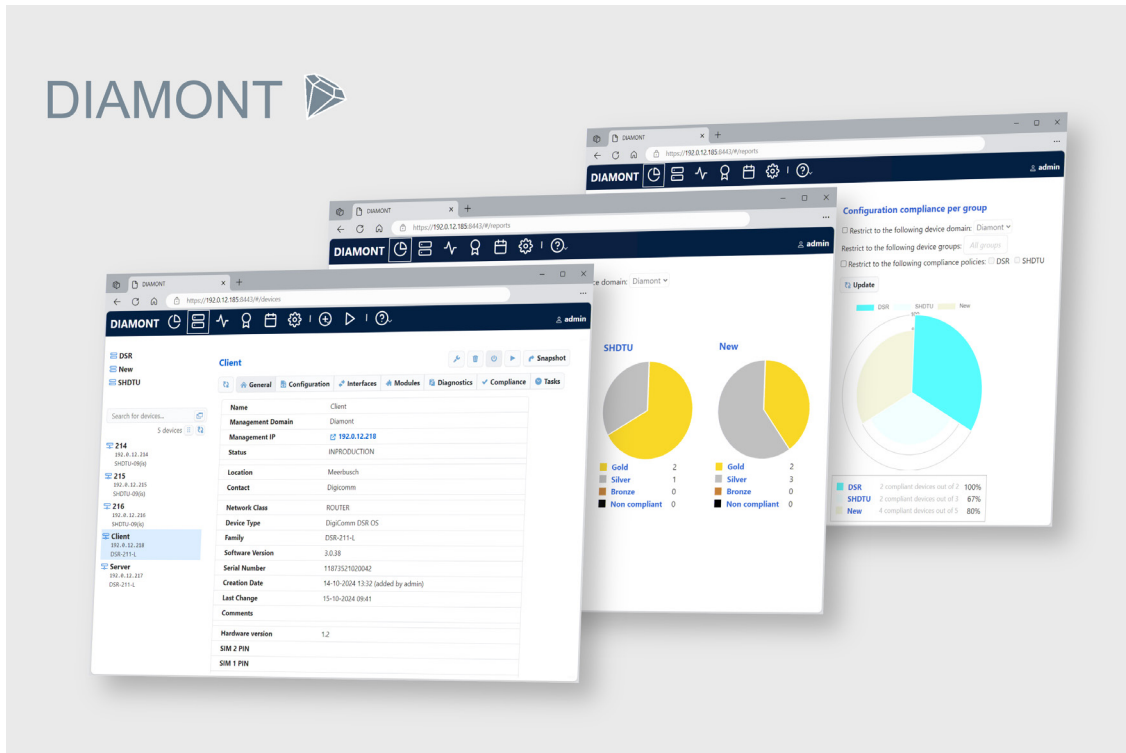 DIAMONT
DIAMONT
https://192.0.12.185:8443/#/reports
DIAMONT
admin
Configuration compliance per group
Restrict to the following device domain: Diamont
Restrict to the following device groups: All groups
Restrict to the following compliance policies: DSR SHDTU
Update
DSR SHDTU New
DSR 2 compliant devices out of 2 100%
SHDTU 2 compliant devices out of 3 67%
New 4 compliant devices out of 5 80%
DIAMONT
https://192.0.12.185:8443/#/reports
DIAMONT
admin
ce domain: Diamont
SHDTU
Gold 2
Silver 1
Bronze 0
Non compliant 0
New
Gold 2
Silver 3
Bronze 0
Non compliant 0
DIAMONT
https://192.0.12.185:8443/#/devices
DIAMONT
admin
DSR
New
SHDTU
Search for devices...
5 devices
214
192.0.12.214
SHDTU-09(s)
215
192.0.12.215
SHDTU-09(s)
216
192.0.12.216
SHDTU-09(s)
Client
192.0.12.218
DSR-211-L
Server
192.0.12.217
DSR-211-L
Client
Snapshot
General Configuration Interfaces Modules Diagnostics Compliance Tasks
Name Client
Management Domain Diamont
Management IP 192.0.12.218
Status INPRODUCTION
Location Meerbusch
Contact Digicomm
Network Class ROUTER
Device Type DigiComm DSR OS
Family DSR-211-L
Software Version 3.0.38
Serial Number 11873521020042
Creation Date 14-10-2024 13:32 (added by admin)
Last Change 15-10-2024 09:41
Comments
Hardware version 1.2
SIM 2 PIN
SIM 1 PIN